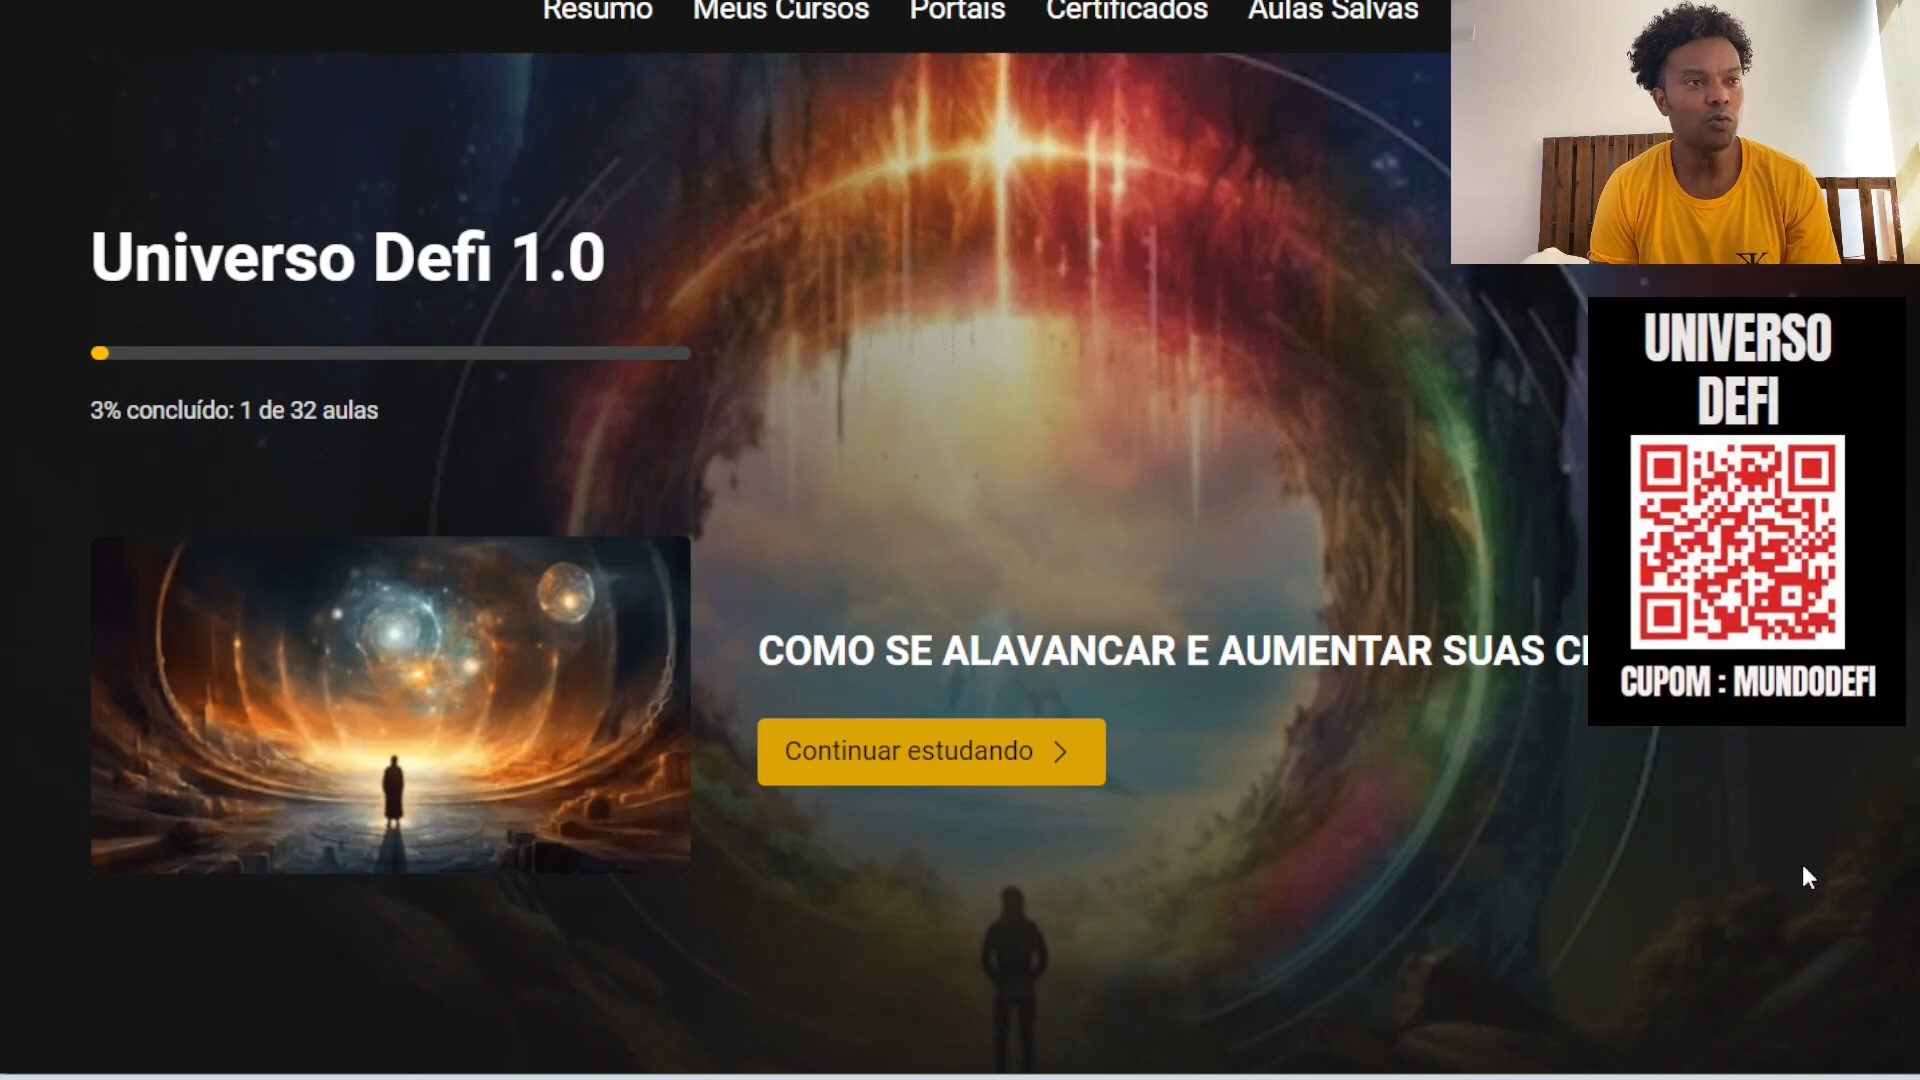 Resumo Meus Cursos Portais Certificados Aulas Salvas
Universo Defi 1.0
3% concluído: 1 de 32 aulas
COMO SE ALAVANCAR E AUMENTAR SUAS
Continuar estudando
UNIVERSO
DEFI
CUPOM : MUNDODEFI